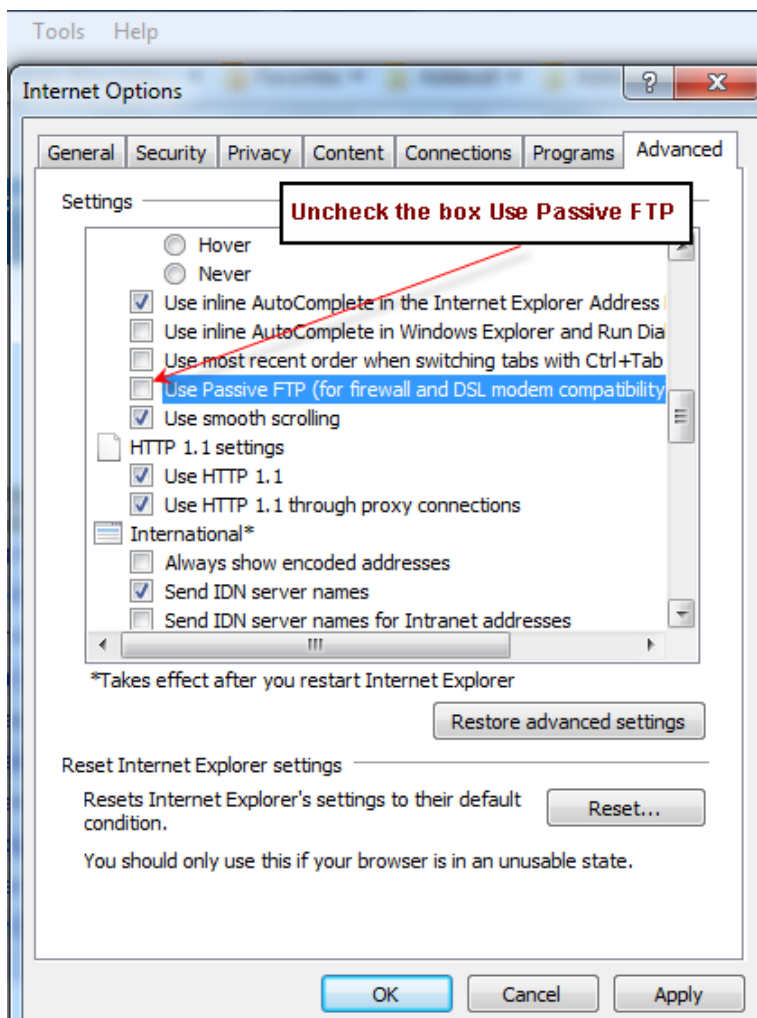 Tools Help
Internet Options
General Security Privacy Content Connections Programs Advanced
Settings
Uncheck the box Use Passive FTP
Hover
Never
Use inline AutoComplete in the Internet Explorer Address
Use inline AutoComplete in Windows Explorer and Run Dia
Use most recent order when switching tabs with Ctrl+Tab
Use Passive FTP (for firewall and DSL modem compatibility
Use smooth scrolling
HTTP 1.1 settings
Use HTTP 1.1
Use HTTP 1.1 through proxy connections
International*
Always show encoded addresses
Send IDN server names
Send IDN server names for Intranet addresses
*Takes effect after you restart Internet Explorer
Restore advanced settings
Reset Internet Explorer settings
Resets Internet Explorer's settings to their default
condition.
Reset...
You should only use this if your browser is in an unusable state.
OK Cancel Apply